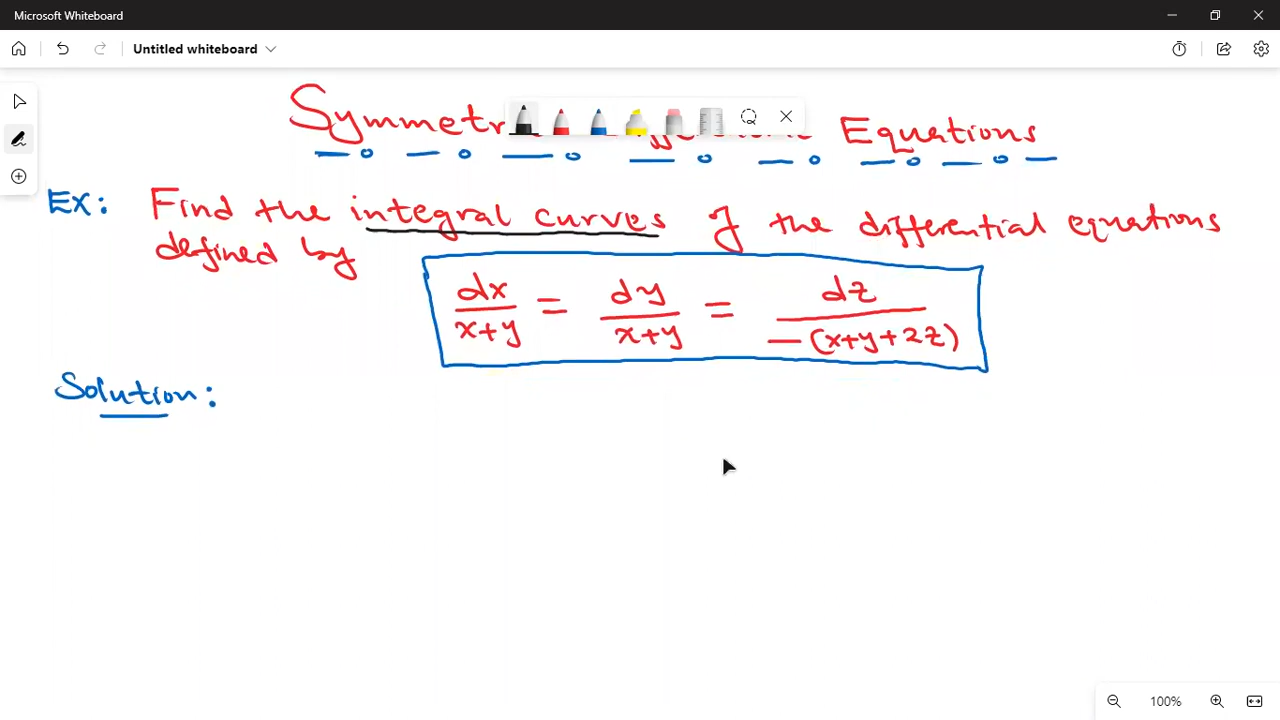 Microsoft Whiteboard
Untitled whiteboard
Equations
Ex: Find the integral curves of the differential equations
defined by
dx/(x+y) = dy/(x+y) = dz/-(x+y+2z)
Solution:
100%